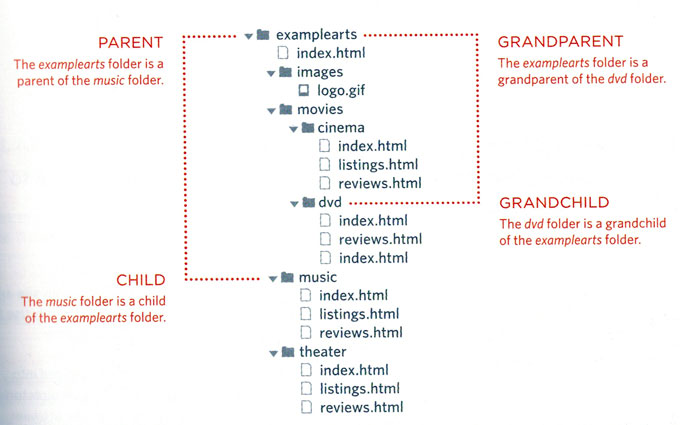 PARENT
The examplearts folder is a
parent of the music folder.
examplearts
index.html
images
logo.gif
movies
cinema
index.html
listings.html
reviews.html
dvd
index.html
reviews.html
index.html
music
index.html
listings.html
reviews.html
theater
index.html
listings.html
reviews.html
GRANDPARENT
The examplearts folder is a
grandparent of the dvd folder.
GRANDCHILD
The dvd folder is a grandchild
of the examplearts folder.
CHILD
The music folder is a child
of the examplearts folder.